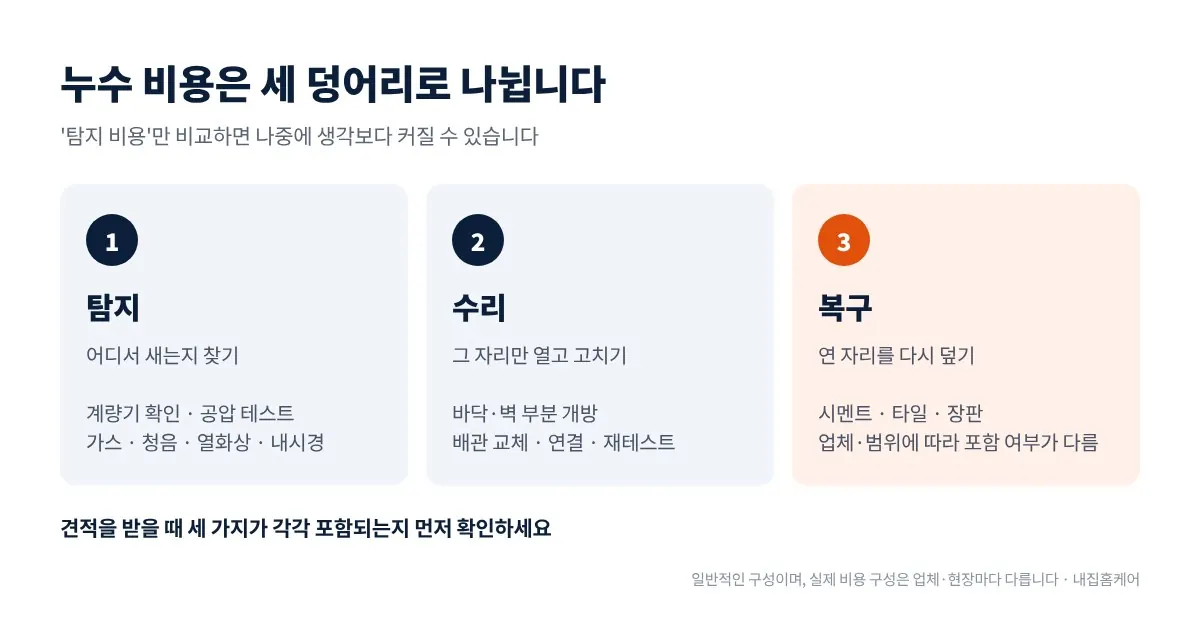 누수 비용은 세 덩어리로 나뉩니다
'탐지 비용'만 비교하면 나중에 생각보다 커질 수 있습니다
1
탐지
어디서 새는지 찾기
계량기 확인 · 공압 테스트
가스 · 청음 · 열화상 · 내시경
2
수리
그 자리만 열고 고치기
바닥·벽 부분 개방
배관 교체 · 연결 · 재테스트
3
복구
연 자리를 다시 덮기
시멘트 · 타일 · 장판
업체·범위에 따라 포함 여부가 다름
견적을 받을 때 세 가지가 각각 포함되는지 먼저 확인하세요
일반적인 구성이며, 실제 비용 구성은 업체·현장마다 다릅니다 · 내집홈케어